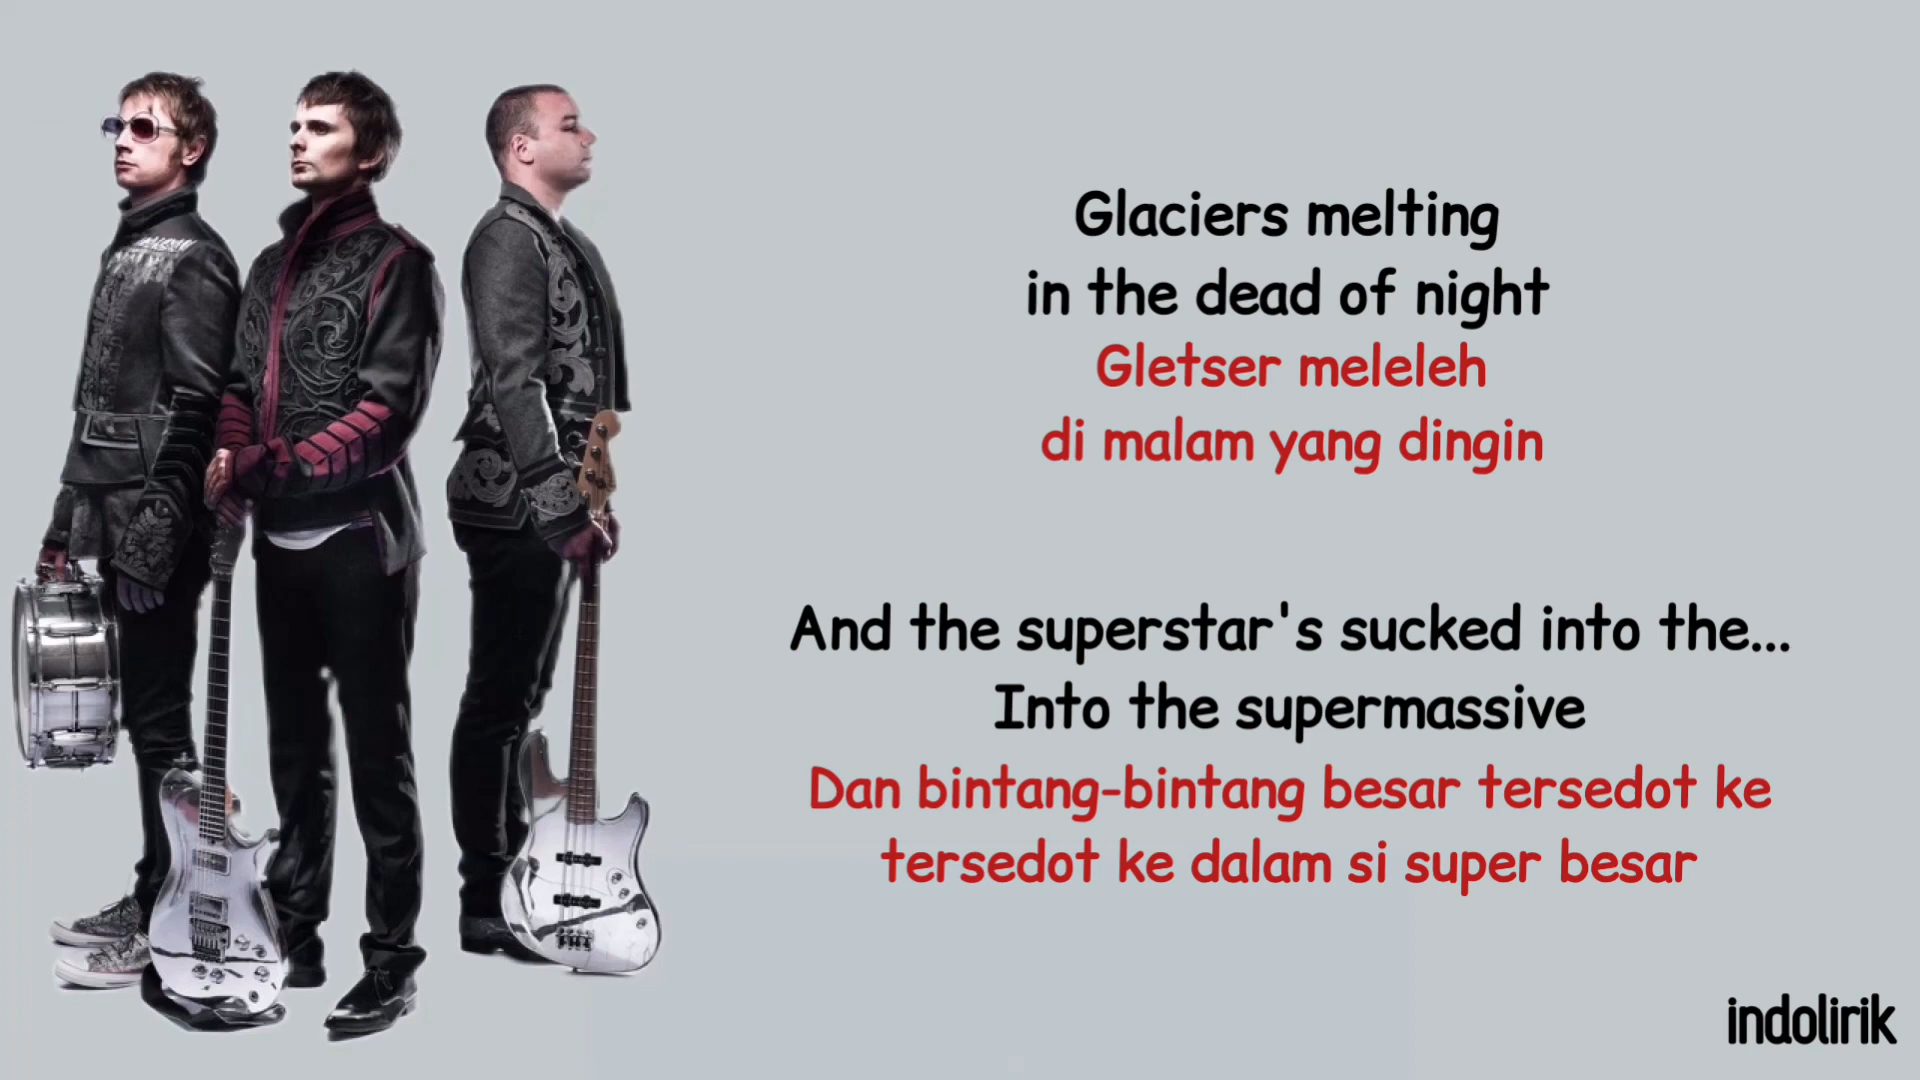 Glaciers melting
in the dead of night
Gletser meleleh
di malam yang dingin
And the superstar's sucked into the...
Into the supermassive
Dan bintang-bintang besar tersedot ke
tersedot ke dalam si super besar
indolirik